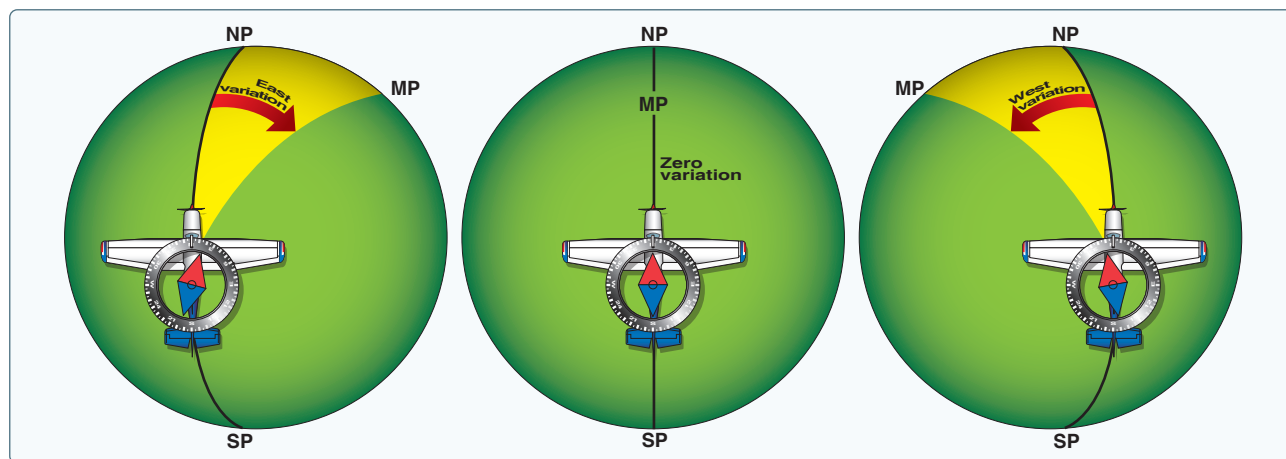 NP
East
variation
MP
SP
NP
MP
Zero
variation
SP
NP
MP
West
variation
SP